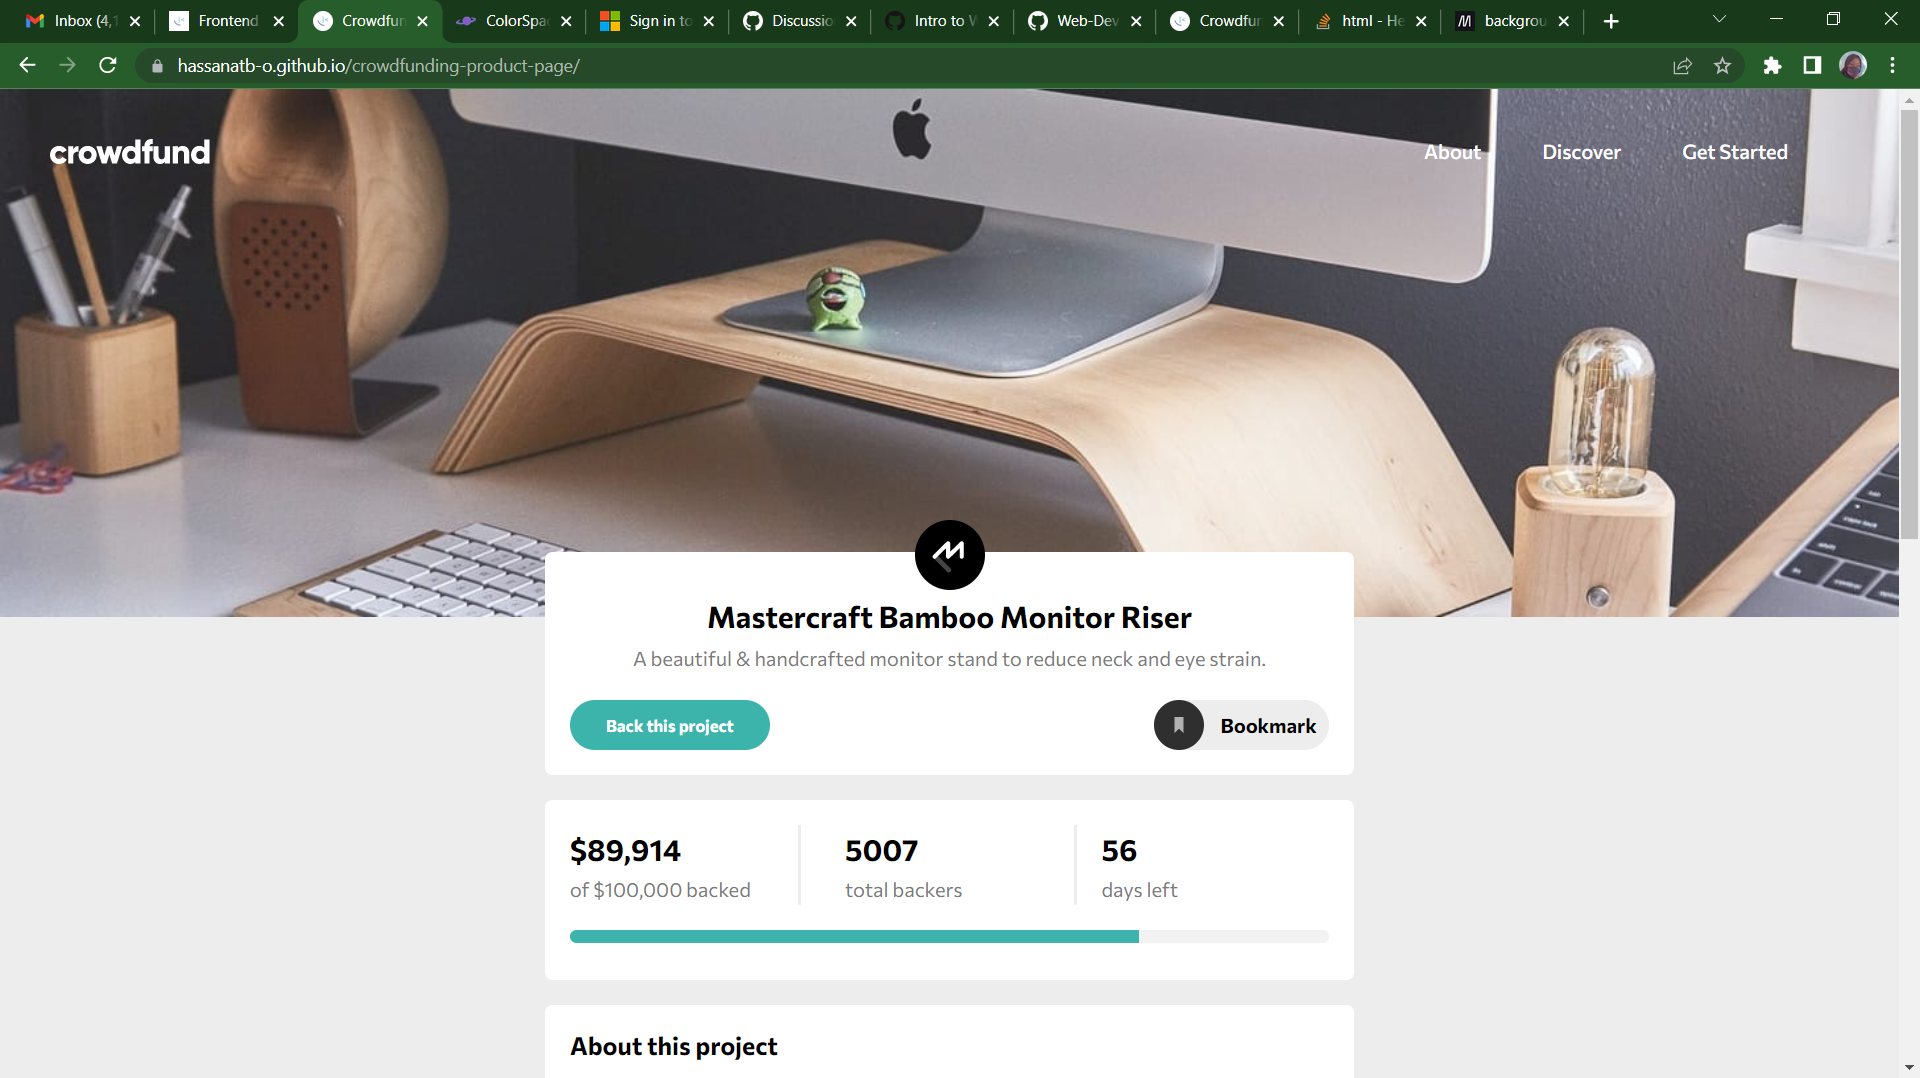 Inbox (4,1
Frontend
Crowdfun
ColorSpac
Sign in to
Discussio
Intro to W
Web-Dev
Crowdfun
html - He
backgrou
hassanatb-o.github.io/crowdfunding-product-page/
crowdfund
About
Discover
Get Started
Mastercraft Bamboo Monitor Riser
A beautiful & handcrafted monitor stand to reduce neck and eye strain.
Back this project
Bookmark
$89,914
of $100,000 backed
5007
total backers
56
days left
About this project